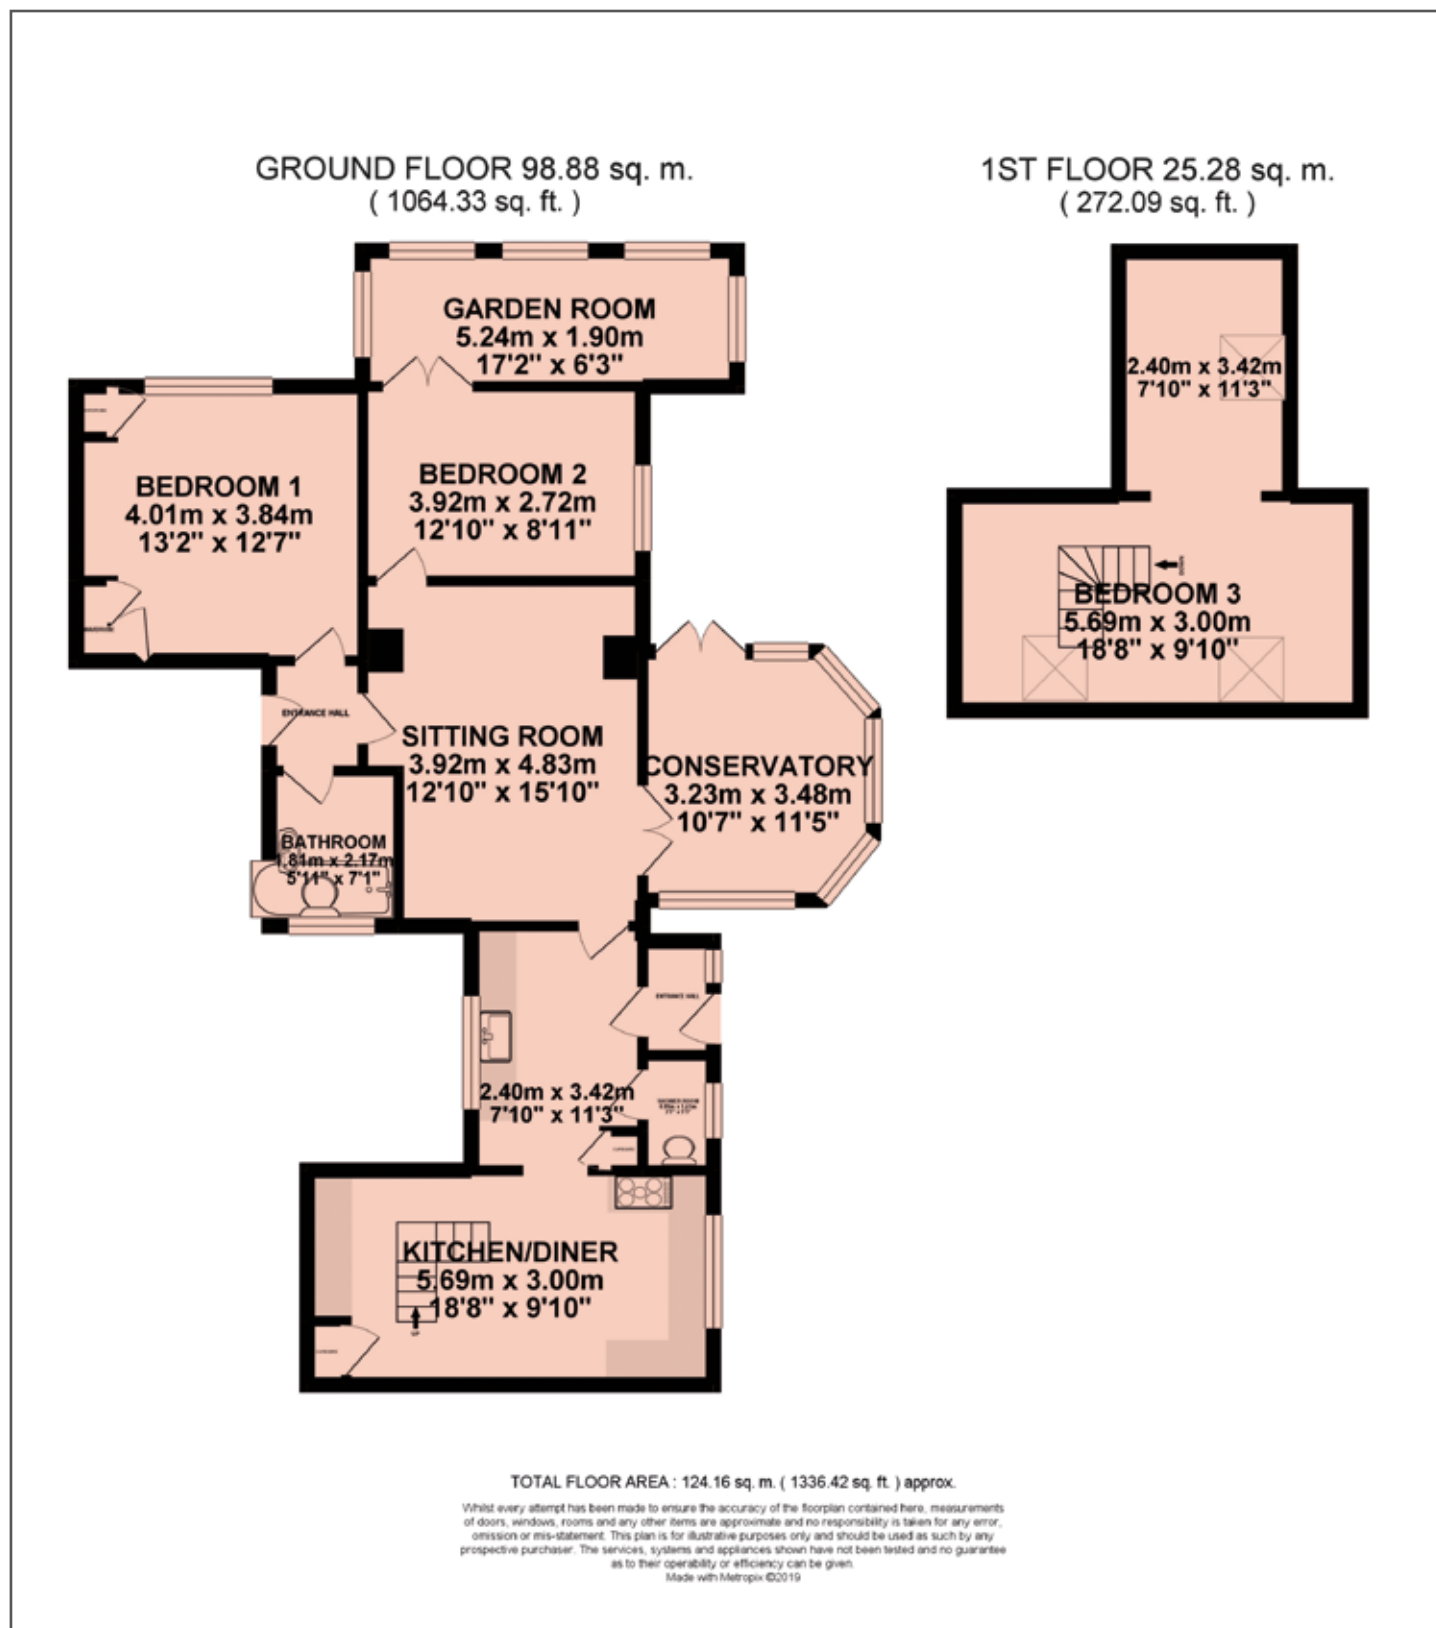 GROUND FLOOR 98.88 sq. m.
( 1064.33 sq. ft. )
1ST FLOOR 25.28 sq. m.
( 272.09 sq. ft. )
GARDEN ROOM
5.24m x 1.90m
17'2" x 6'3"
BEDROOM 1
4.01m x 3.84m
13'2" x 12'7"
BEDROOM 2
3.92m x 2.72m
12'10" x 8'11"
ENTRANCE HALL
SITTING ROOM
3.92m x 4.83m
12'10" x 15'10"
CONSERVATORY
3.23m x 3.48m
10'7" x 11'5"
BATHROOM
1.81m x 2.17m
5'11" x 7'1"
ENTRANCE HALL
2.40m x 3.42m
7'10" x 11'3"
SHOWER ROOM
KITCHEN/DINER
5.69m x 3.00m
18'8" x 9'10"
UP
2.40m x 3.42m
7'10" x 11'3"
DOWN
BEDROOM 3
5.69m x 3.00m
18'8" x 9'10"
TOTAL FLOOR AREA : 124.16 sq. m. ( 1336.42 sq. ft. ) approx.
Whilst every attempt has been made to ensure the accuracy of the floorplan contained here, measurements
of doors, windows, rooms and any other items are approximate and no responsibility is taken for any error,
omission or mis-statement. This plan is for illustrative purposes only and should be used as such by any
prospective purchaser. The services, systems and appliances shown have not been tested and no guarantee
as to their operability or efficiency can be given.
Made with Metropix ©2019